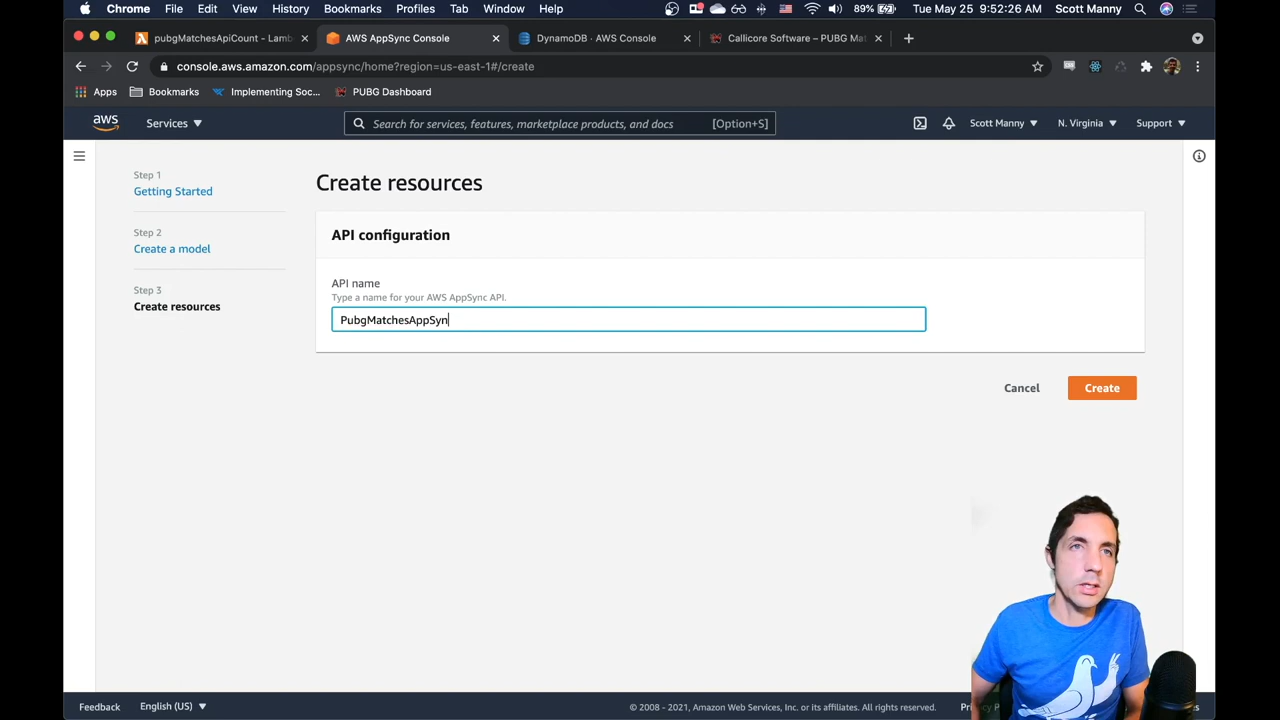 Chrome File Edit View History Bookmarks Profiles Tab Window Help 89% Tue May 25 9:52:26 AM Scott Manny
pubgMatchesApiCount - Lamb AWS AppSync Console DynamoDB · AWS Console Callicore Software – PUBG Ma
console.aws.amazon.com/appsync/home?region=us-east-1#/create
Apps Bookmarks Implementing Soc... PUBG Dashboard
aws Services Search for services, features, marketplace products, and docs [Option+S] Scott Manny N. Virginia Support
Step 1
Getting Started
Step 2
Create a model
Step 3
Create resources
Create resources
API configuration
API name
Type a name for your AWS AppSync API.
PubgMatchesAppSyn
Cancel Create
Feedback English (US) © 2008 - 2021, Amazon Web Services, Inc. or its affiliates. All rights reserved.